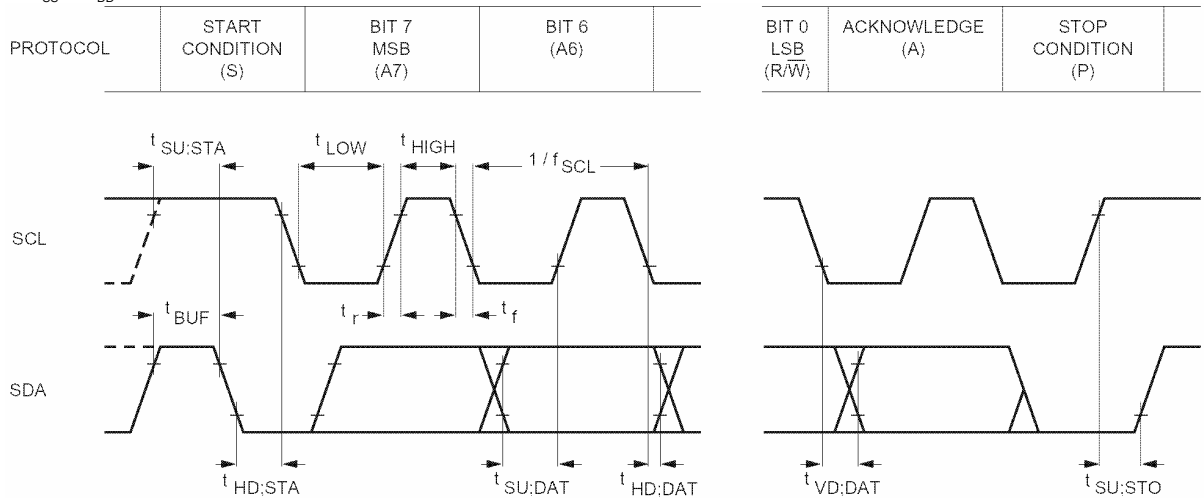 PROTOCOL
START
CONDITION
(S)
BIT 7
MSB
(A7)
BIT 6
(A6)
BIT 0
LSB
(R/W̅)
ACKNOWLEDGE
(A)
STOP
CONDITION
(P)
t SU;STA
t LOW
t HIGH
1 / f SCL
SCL
t BUF
t r
t f
SDA
t HD;STA
t SU;DAT
t HD;DAT
t VD;DAT
t SU;STO